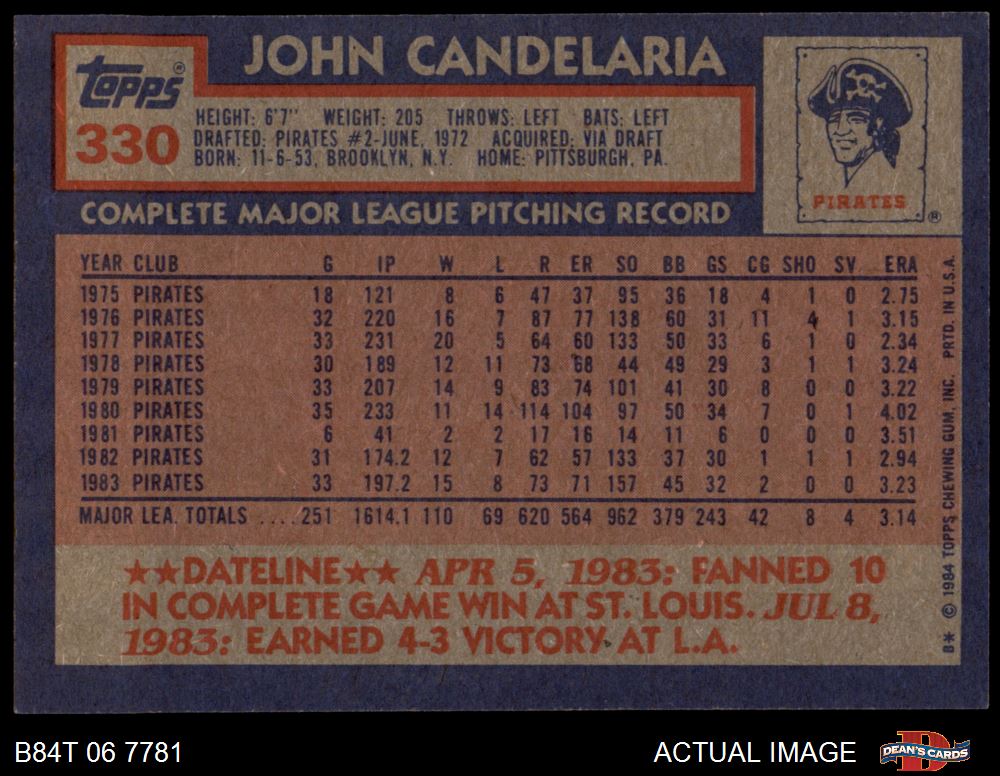 JOHN CANDELARIA
TOPPS®
330
HEIGHT: 6'7" WEIGHT: 205 THROWS: LEFT BATS: LEFT
DRAFTED: PIRATES #2-JUNE, 1972 ACQUIRED: VIA DRAFT
BORN: 11-6-53, BROOKLYN, N.Y. HOME: PITTSBURGH, PA.
PIRATES ®
COMPLETE MAJOR LEAGUE PITCHING RECORD
YEAR CLUB G IP W L R ER SO BB GS CG SHO SV ERA
1975 PIRATES 18 121 8 6 47 37 95 36 18 4 1 0 2.75
1976 PIRATES 32 220 16 7 87 77 138 60 31 11 4 1 3.15
1977 PIRATES 33 231 20 5 64 60 133 50 33 6 1 0 2.34
1978 PIRATES 30 189 12 11 73 68 44 49 29 3 1 1 3.24
1979 PIRATES 33 207 14 9 83 74 101 41 30 8 0 0 3.22
1980 PIRATES 35 233 11 14 114 104 97 50 34 7 0 1 4.02
1981 PIRATES 6 41 2 2 17 16 14 11 6 0 0 0 3.51
1982 PIRATES 31 174.2 12 7 62 57 133 37 30 1 1 1 2.94
1983 PIRATES 33 197.2 15 8 73 71 157 45 32 2 0 0 3.23
MAJOR LEA. TOTALS ....251 1614.1 110 69 620 564 962 379 243 42 8 4 3.14
★★DATELINE★★ APR 5, 1983: FANNED 10
IN COMPLETE GAME WIN AT ST. LOUIS. JUL 8,
1983: EARNED 4-3 VICTORY AT L.A.
B* © 1984 TOPPS CHEWING GUM, INC. PRTD. IN U.S.A.
B84T 06 7781
ACTUAL IMAGE
DEAN'S CARDS